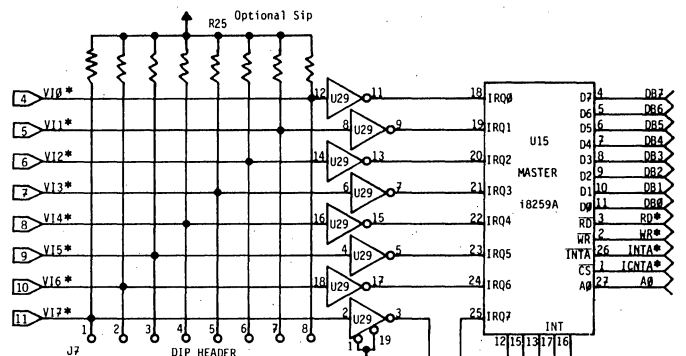 Optional Sip
R25
4 VIØ* 12 U29 11 18 IRQØ D7 4 DB7
5 VI1* 8 U29 9 19 IRQ1 D6 5 DB6
6 VI2* 14 U29 13 20 IRQ2 D5 6 DB5
7 VI3* 6 U29 7 21 IRQ3 D4 7 DB4
8 VI4* 16 U29 15 22 IRQ4 D3 8 DB3
9 VI5* 4 U29 5 23 IRQ5 D2 9 DB2
10 VI6* 18 U29 17 24 IRQ6 D1 10 DB1
11 VI7* 2 U29 3 25 IRQ7 DØ 11 DBØ
U15
MASTER
i8259A
RD 3 RD*
WR 2 WR*
INTA 26 INTA*
CS 1 ICNTA*
AØ 27 AØ
INT
1 2 3 4 5 6 7 8
1 19
12 15 13 17 16
J7 DIP HEADER